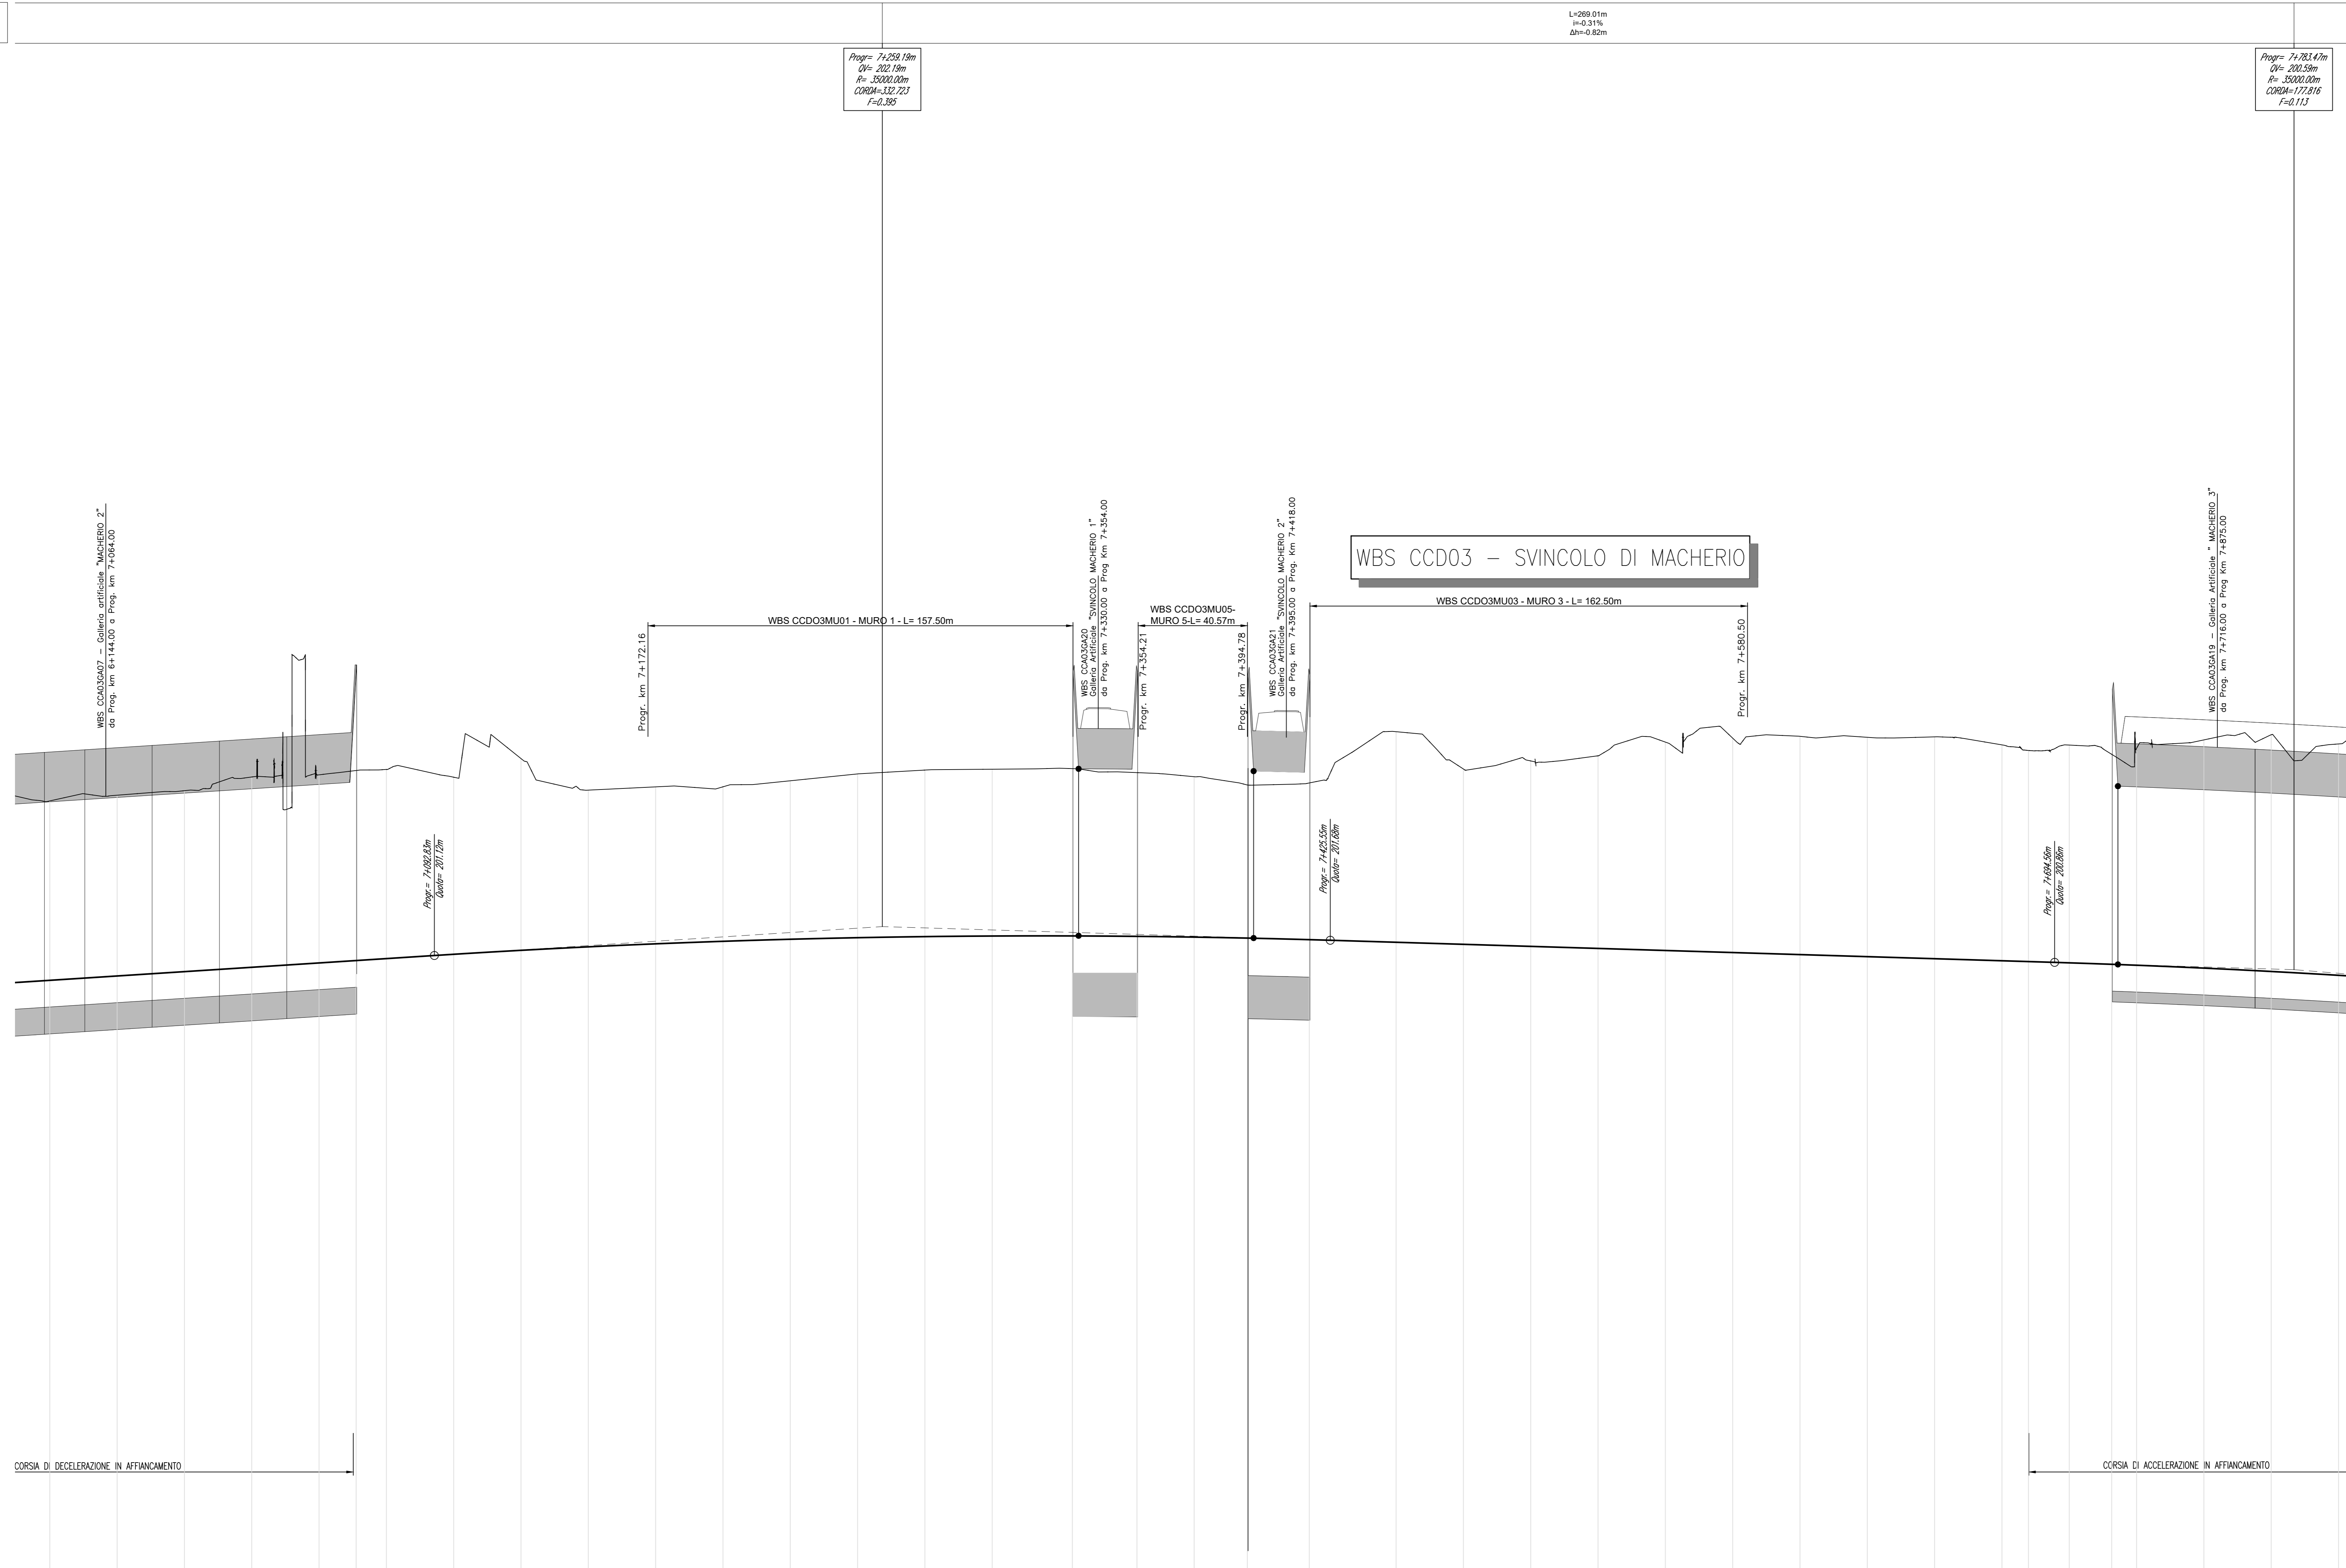 L=269.01m
i=-0.31%
Δh=-0.82m
Progr= 7+259.19m
QV= 202.19m
R= 35000.00m
CORDA=332.723
F=0.395
Progr= 7+783.47m
QV= 200.59m
R= 35000.00m
CORDA=177.816
F=0.113
WBS CCA03GA07 - Galleria artificiale "MACHERIO 2"
da Prog. km 6+144.00 a Prog. km 7+064.00
Progr. km 7+172.16
WBS CCDO3MU01 - MURO 1 - L= 157.50m
WBS CCA03GA20
Galleria Artificiale "SVINCOLO MACHERIO 1"
da Prog. km 7+330.00 a Prog Km 7+354.00
Progr. km 7+354.21
WBS CCDO3MU05-
MURO 5-L= 40.57m
Progr. km 7+394.78
WBS CCA03GA21
Galleria Artificiale "SVINCOLO MACHERIO 2"
da Prog. km 7+395.00 a Prog. Km 7+418.00
WBS CCD03 - SVINCOLO DI MACHERIO
WBS CCDO3MU03 - MURO 3 - L= 162.50m
Progr. km 7+580.50
WBS CCA03GA19 - Galleria Artificiale " MACHERIO 3"
da Prog. km 7+716.00 a Prog Km 7+875.00
Progr.= 7+092.83m
Quota= 201.12m
Progr.= 7+425.55m
Quota= 201.68m
Progr.= 7+694.56m
Quota= 200.86m
CORSIA DI DECELERAZIONE IN AFFIANCAMENTO
CORSIA DI ACCELERAZIONE IN AFFIANCAMENTO